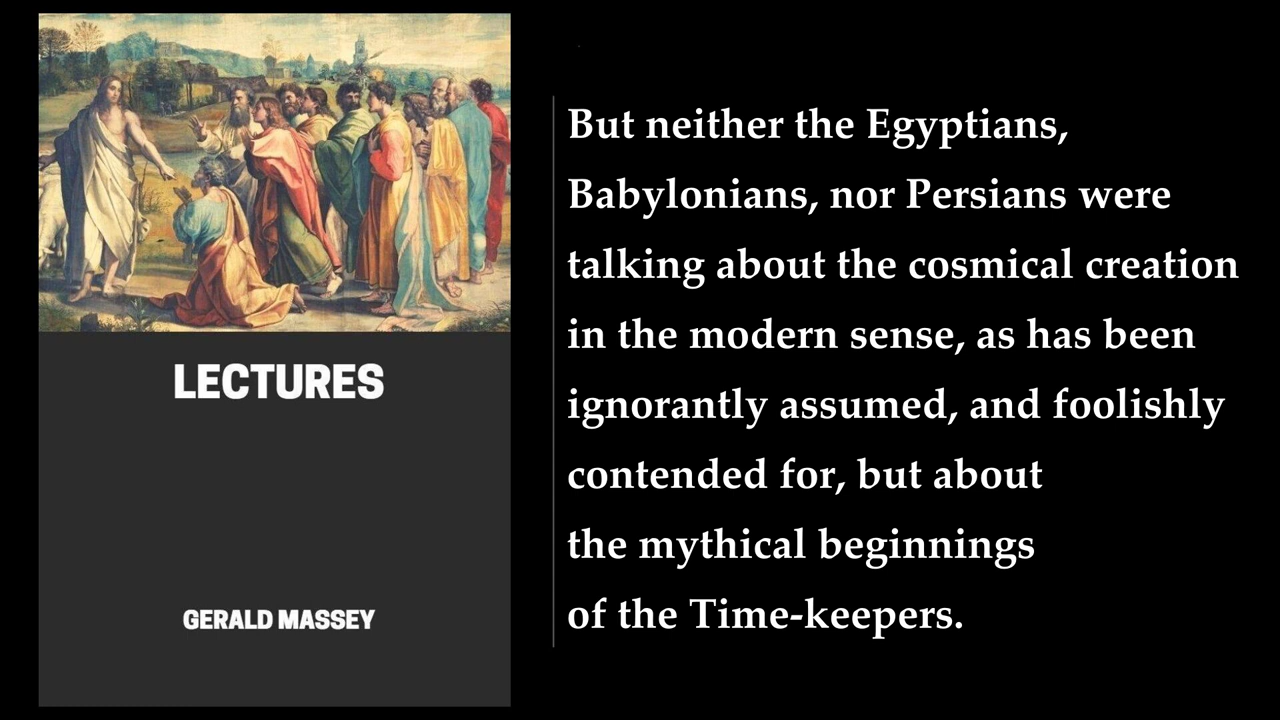 LECTURES
GERALD MASSEY
But neither the Egyptians,
Babylonians, nor Persians were
talking about the cosmical creation
in the modern sense, as has been
ignorantly assumed, and foolishly
contended for, but about
the mythical beginnings
of the Time-keepers.